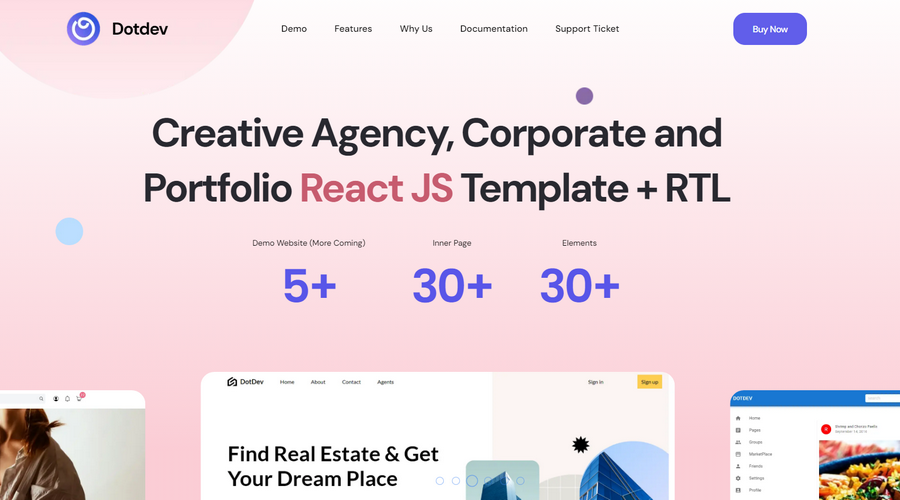 Dotdev
Demo Features Why Us Documentation Support Ticket
Buy Now
Creative Agency, Corporate and
Portfolio React JS Template + RTL
Demo Website (More Coming) Inner Page Elements
5+ 30+ 30+
DotDev Home About Contact Agents Sign in Sign up
Find Real Estate & Get
Your Dream Place
DOTDEV
Home
Pages
Groups
MarketPlace
Friends
Settings
Profile